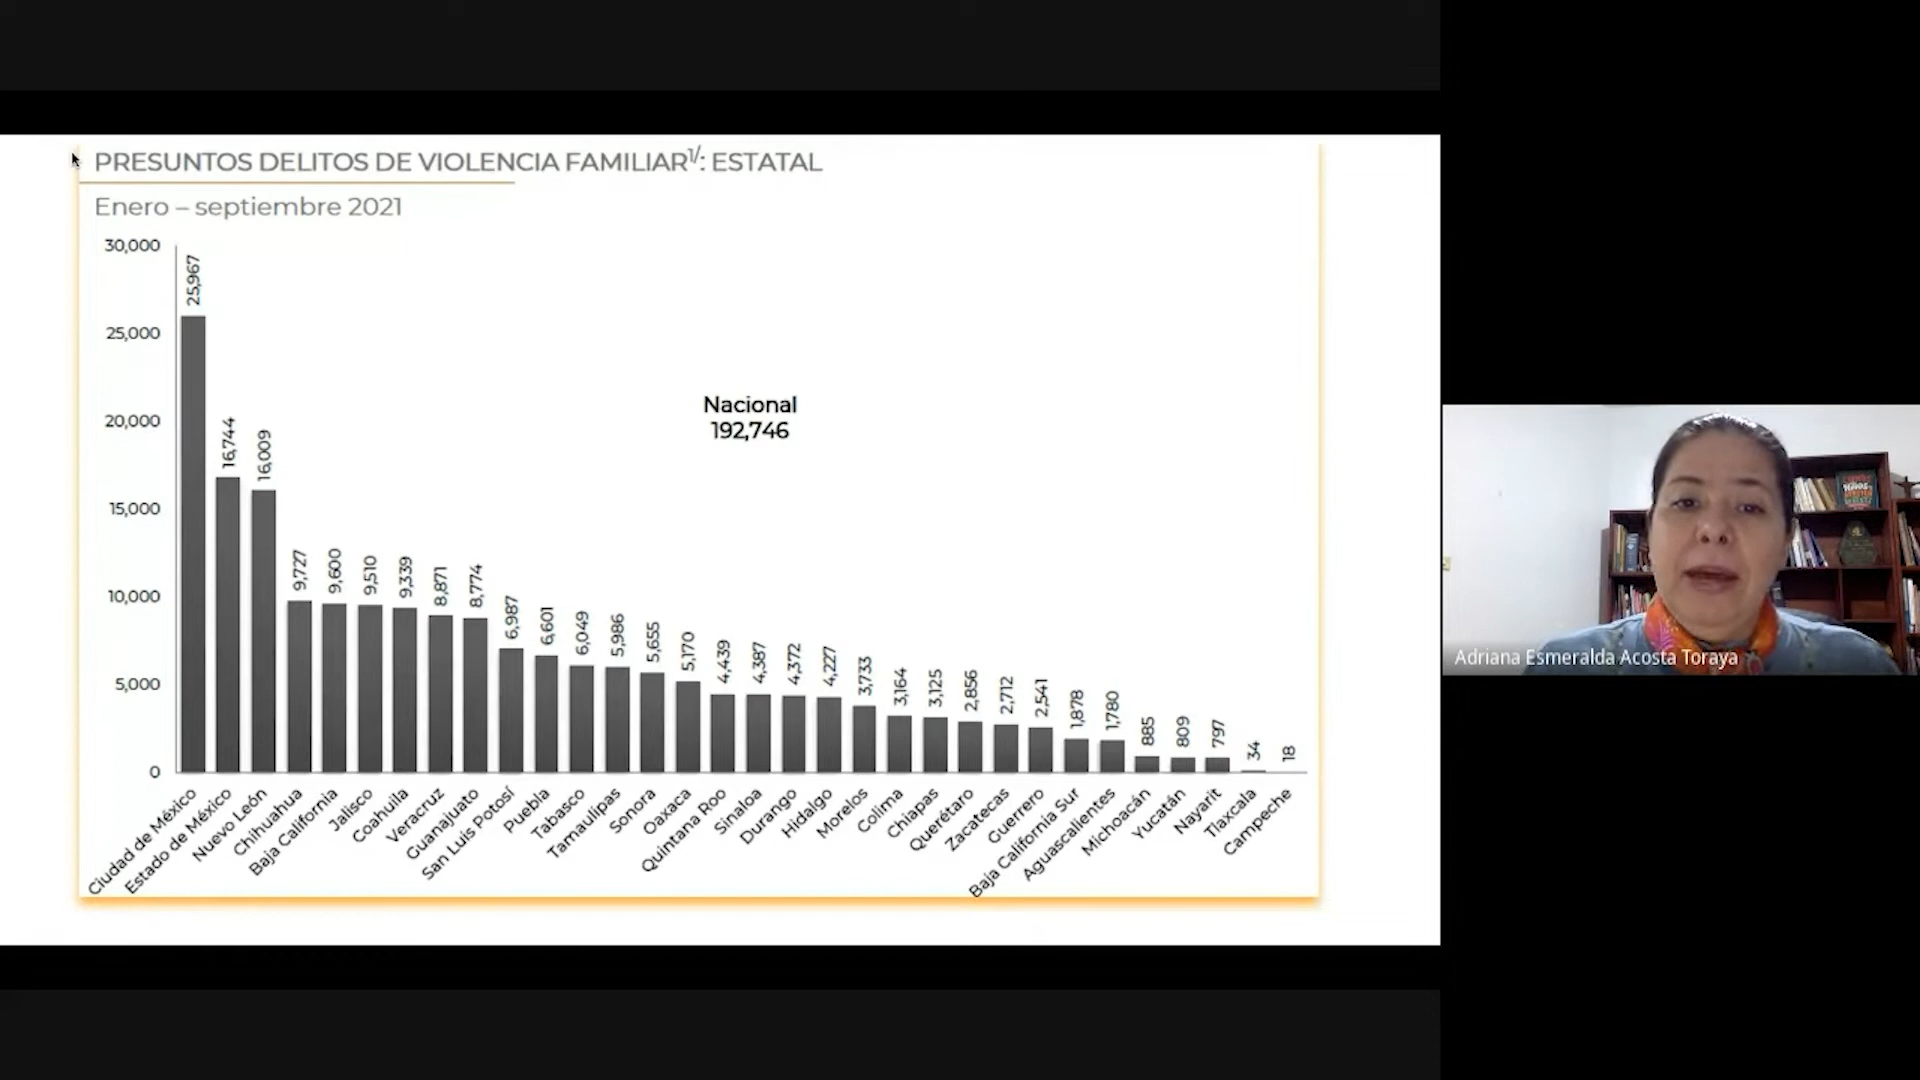 PRESUNTOS DELITOS DE VIOLENCIA FAMILIAR1/: ESTATAL
Enero – septiembre 2021
30,000
25,000
20,000
15,000
10,000
5,000
0
25,967
16,744
16,009
9,727
9,600
9,510
9,339
8,871
8,774
6,987
6,601
6,049
5,986
5,655
5,170
4,439
4,387
4,372
4,227
3,733
3,164
3,125
2,856
2,712
2,541
1,878
1,780
885
809
797
34
18
Nacional
192,746
Ciudad de México
Estado de México
Nuevo León
Chihuahua
Baja California
Jalisco
Coahuila
Veracruz
Guanajuato
San Luis Potosí
Puebla
Tabasco
Tamaulipas
Sonora
Oaxaca
Quintana Roo
Sinaloa
Durango
Hidalgo
Morelos
Colima
Chiapas
Querétaro
Zacatecas
Guerrero
Baja California Sur
Aguascalientes
Michoacán
Yucatán
Nayarit
Tlaxcala
Campeche
Adriana Esmeralda Acosta Toraya